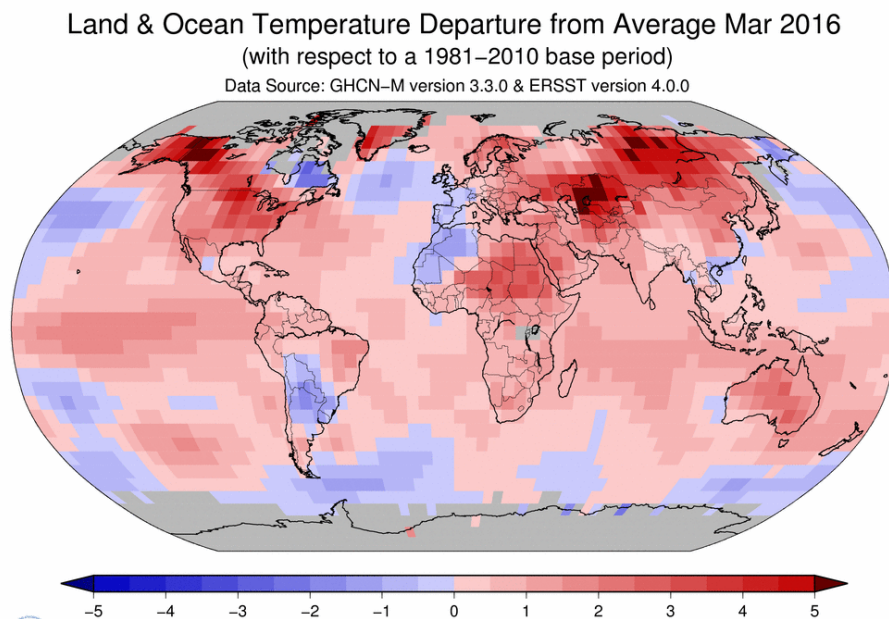 Land & Ocean Temperature Departure from Average Mar 2016
(with respect to a 1981−2010 base period)
Data Source: GHCN−M version 3.3.0 & ERSST version 4.0.0
−5 −4 −3 −2 −1 0 1 2 3 4 5